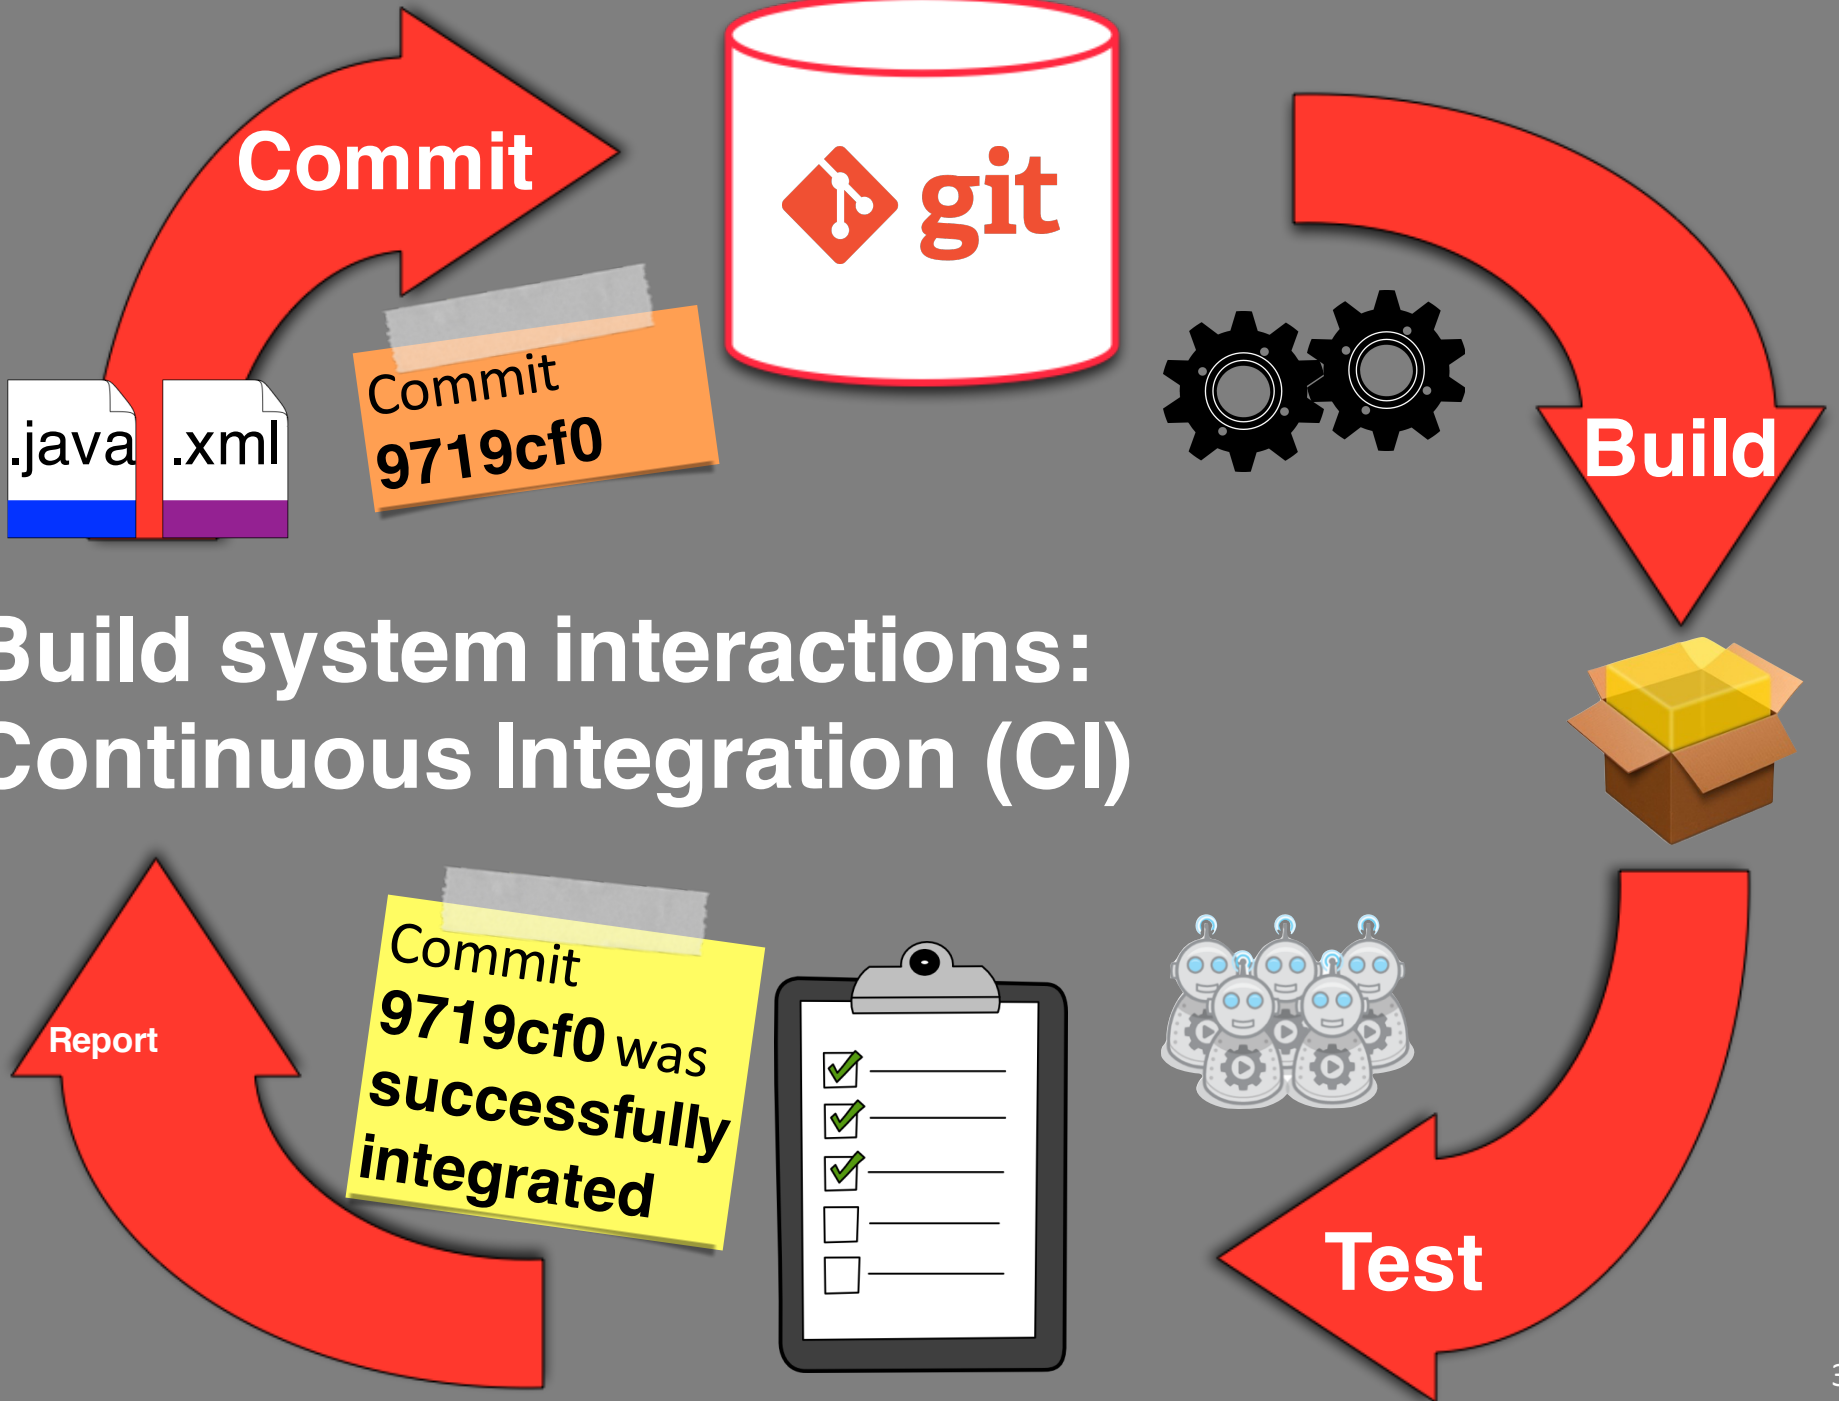 Commit
git
Commit
9719cf0
.java
.xml
Build
Build system interactions:
Continuous Integration (CI)
Report
Commit
9719cf0 was
successfully
integrated
Test
3